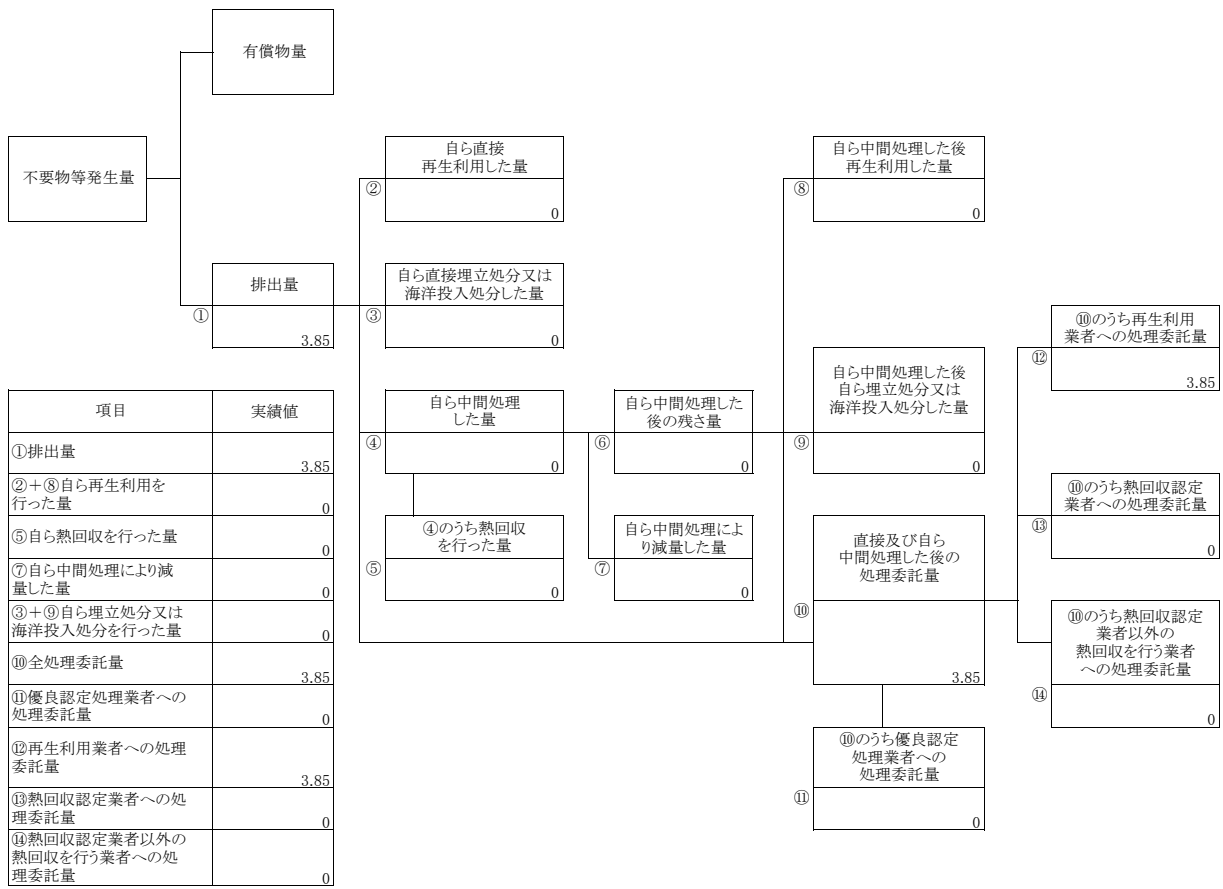 有償物量
不要物等発生量
排出量
①
3.85
自ら直接
再生利用した量
②
0
自ら直接埋立処分又は
海洋投入処分した量
③
0
自ら中間処理
した量
④
0
④のうち熱回収
を行った量
⑤
0
自ら中間処理した
後の残さ量
⑥
0
自ら中間処理によ
り減量した量
⑦
0
自ら中間処理した後
再生利用した量
⑧
0
自ら中間処理した後
自ら埋立処分又は
海洋投入処分した量
⑨
0
直接及び自ら
中間処理した後の
処理委託量
⑩
3.85
⑩のうち優良認定
処理業者への
処理委託量
⑪
0
⑩のうち再生利用
業者への処理委託量
⑫
3.85
⑩のうち熱回収認定
業者への処理委託量
⑬
0
⑩のうち熱回収認定
業者以外の
熱回収を行う業者
への処理委託量
⑭
0
項目 実績値
①排出量
3.85
②+⑧自ら再生利用を
行った量
0
⑤自ら熱回収を行った量
0
⑦自ら中間処理により減
量した量
0
③+⑨自ら埋立処分又は
海洋投入処分を行った量
0
⑩全処理委託量
3.85
⑪優良認定処理業者への
処理委託量
0
⑫再生利用業者への処理
委託量
3.85
⑬熱回収認定業者への処
理委託量
0
⑭熱回収認定業者以外の
熱回収を行う業者への処
理委託量
0